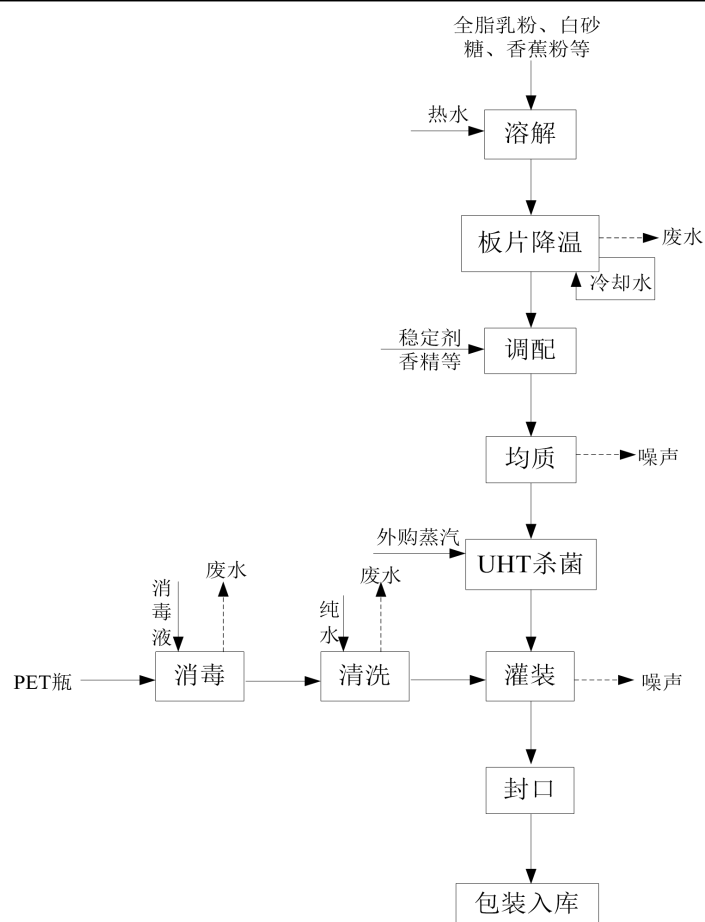 全脂乳粉、白砂
糖、香蕉粉等
热水
溶解
板片降温
废水
冷却水
稳定剂
香精等
调配
均质
噪声
外购蒸汽
UHT杀菌
消毒液
废水
纯水
废水
PET瓶
消毒
清洗
灌装
噪声
封口
包装入库